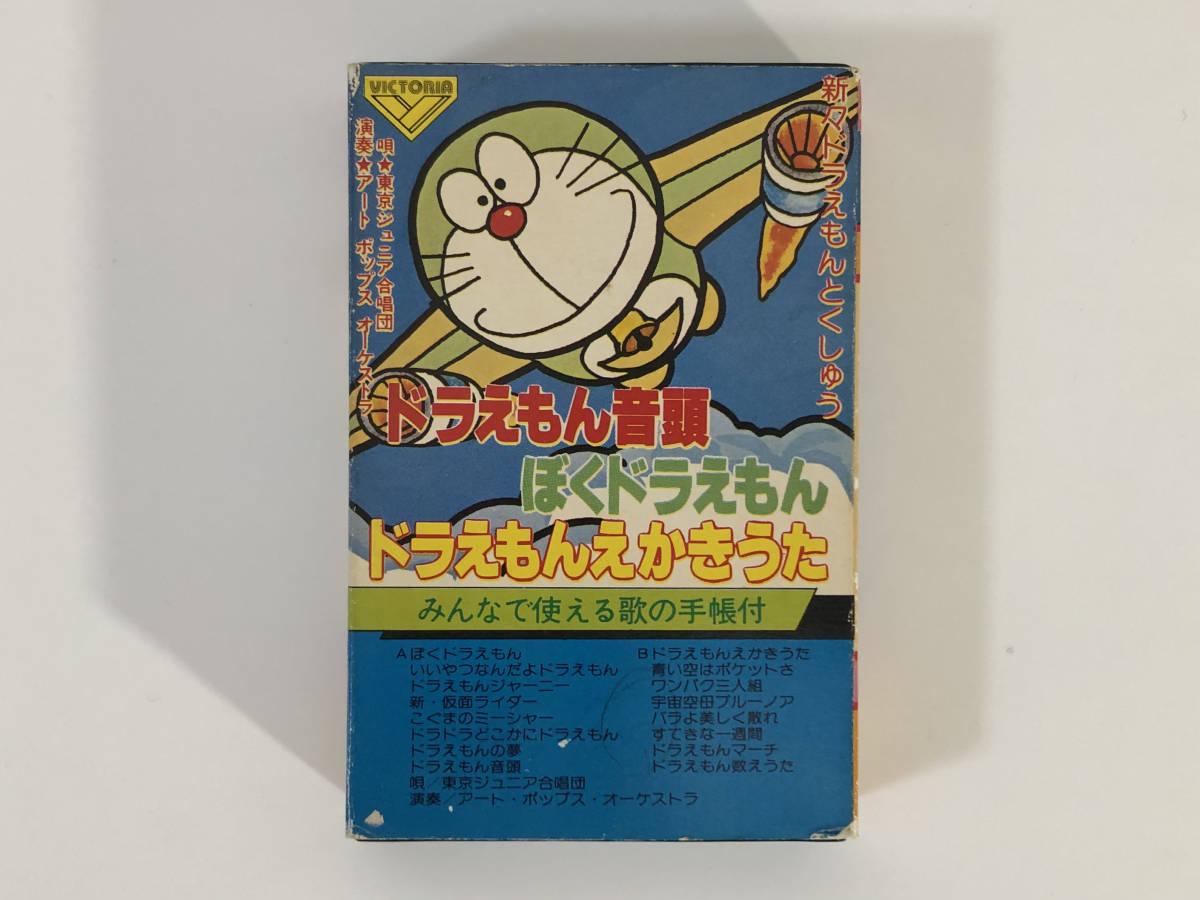 VICTORIA
新々ドラえもんとくしゅう
唄★東京ジュニア合唱団
演奏★アート ポップス オーケストラ
ドラえもん音頭
ぼくドラえもん
ドラえもんえかきうた
みんなで使える歌の手帳付
A ぼくドラえもん
いいやつなんだよドラえもん
ドラえもんジャーニー
新・仮面ライダー
こぐまのミーシャー
ドラドラどこかにドラえもん
ドラえもんの夢
ドラえもん音頭
唄/東京ジュニア合唱団
演奏/アート・ポップス・オーケストラ
B ドラえもんえかきうた
青い空はポケットさ
ワンパク三人組
宇宙空母ブルーノア
バラよ美しく散れ
すてきな一週間
ドラえもんマーチ
ドラえもん数えうた